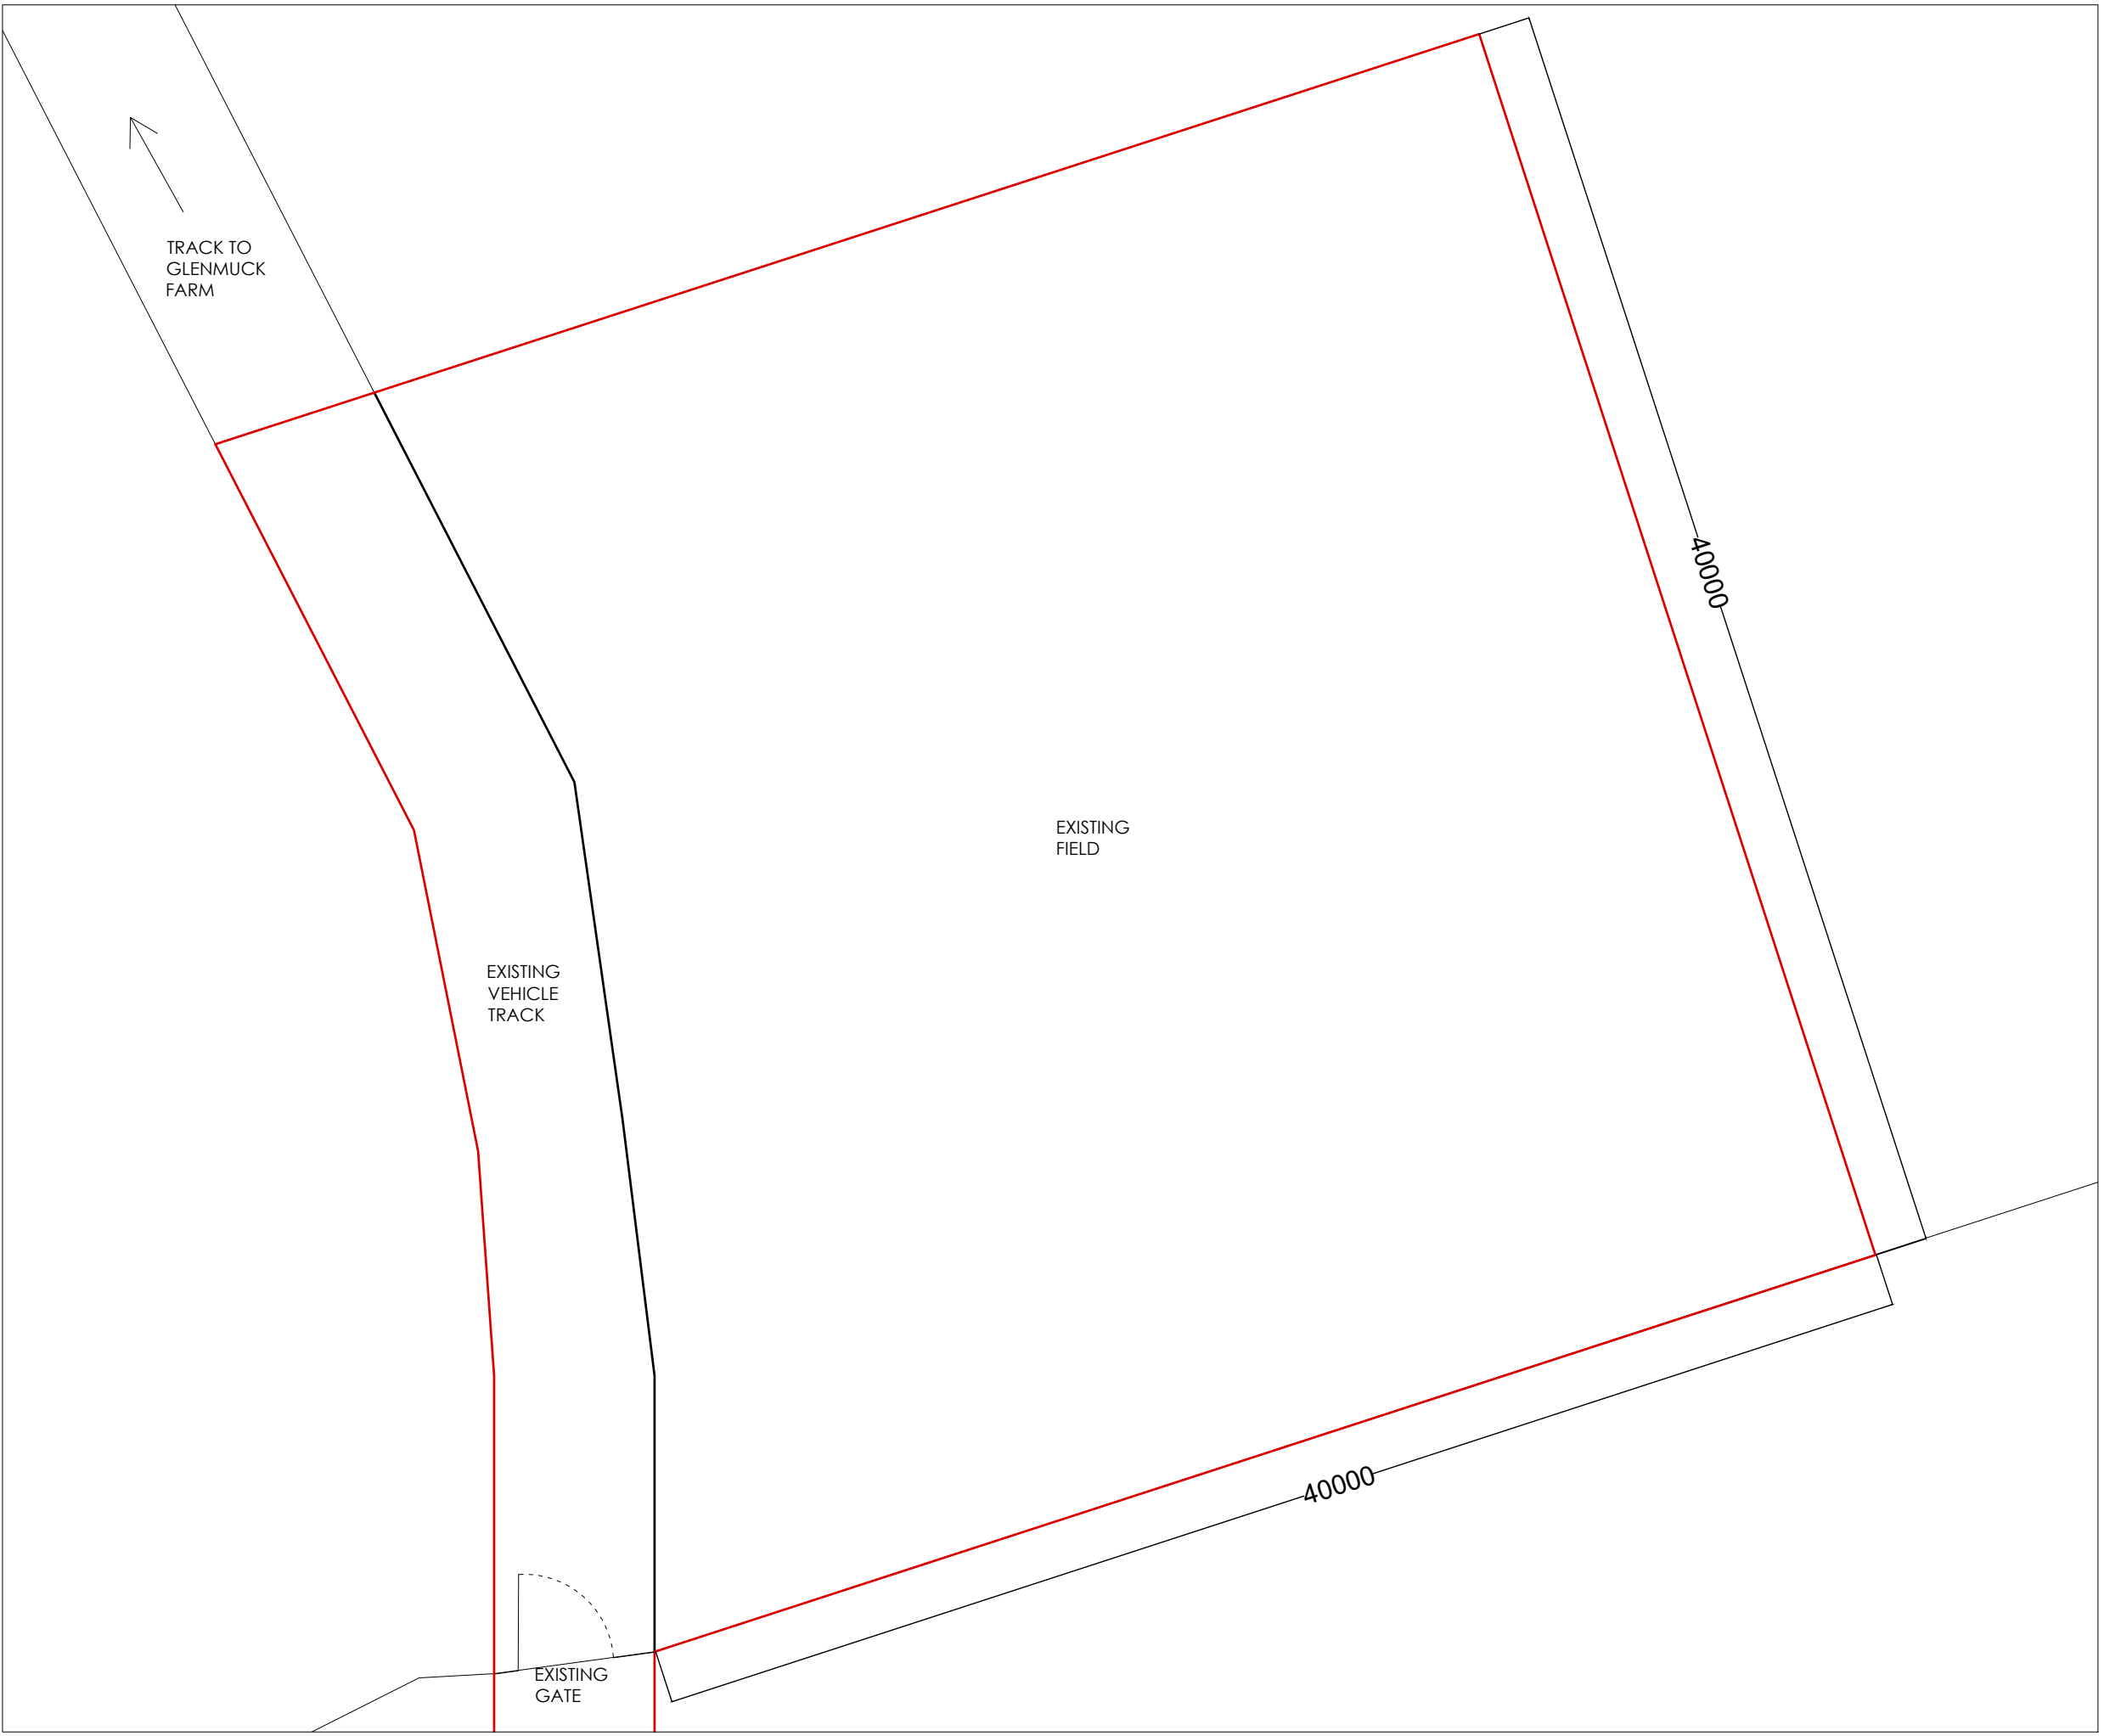 TRACK TO
GLENMUCK
FARM
40000
EXISTING
FIELD
EXISTING
VEHICLE
TRACK
40000
EXISTING
GATE